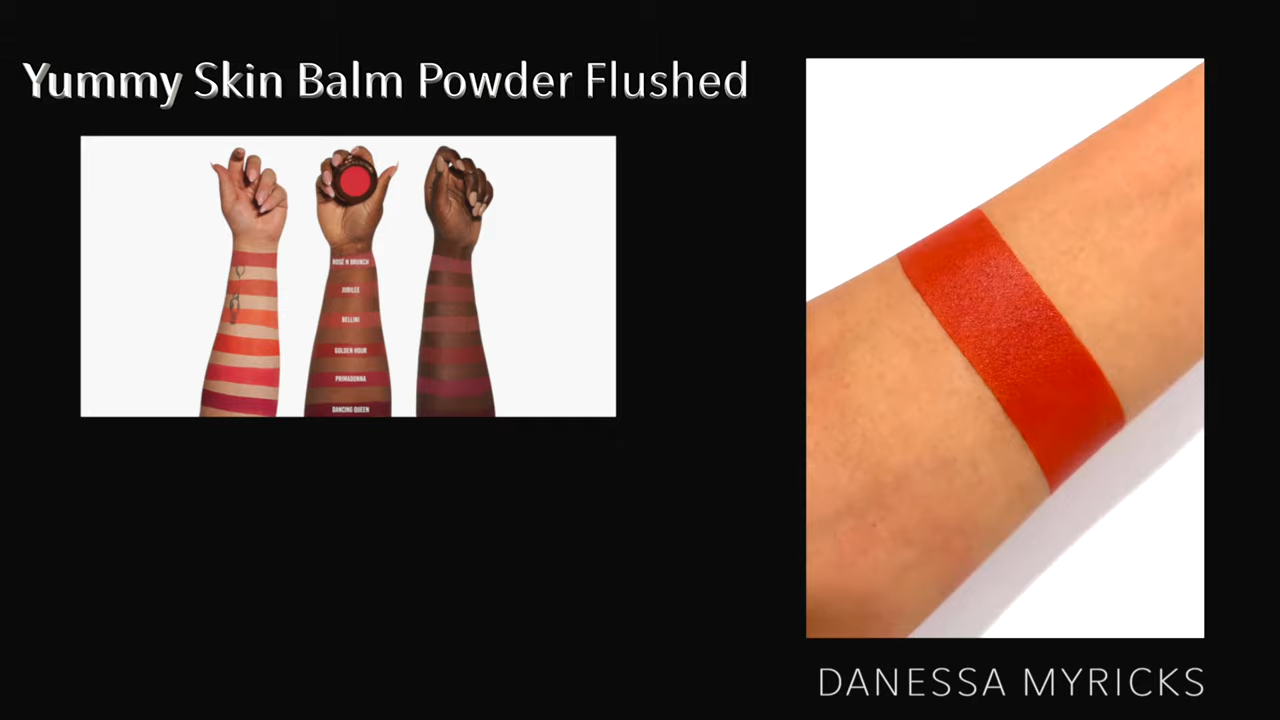 Yummy Skin Balm Powder Flushed
ROSÉ N BRUNCH
JUBILEE
BELLINI
GOLDEN HOUR
PRIMADONNA
DANCING QUEEN
DANESSA MYRICKS